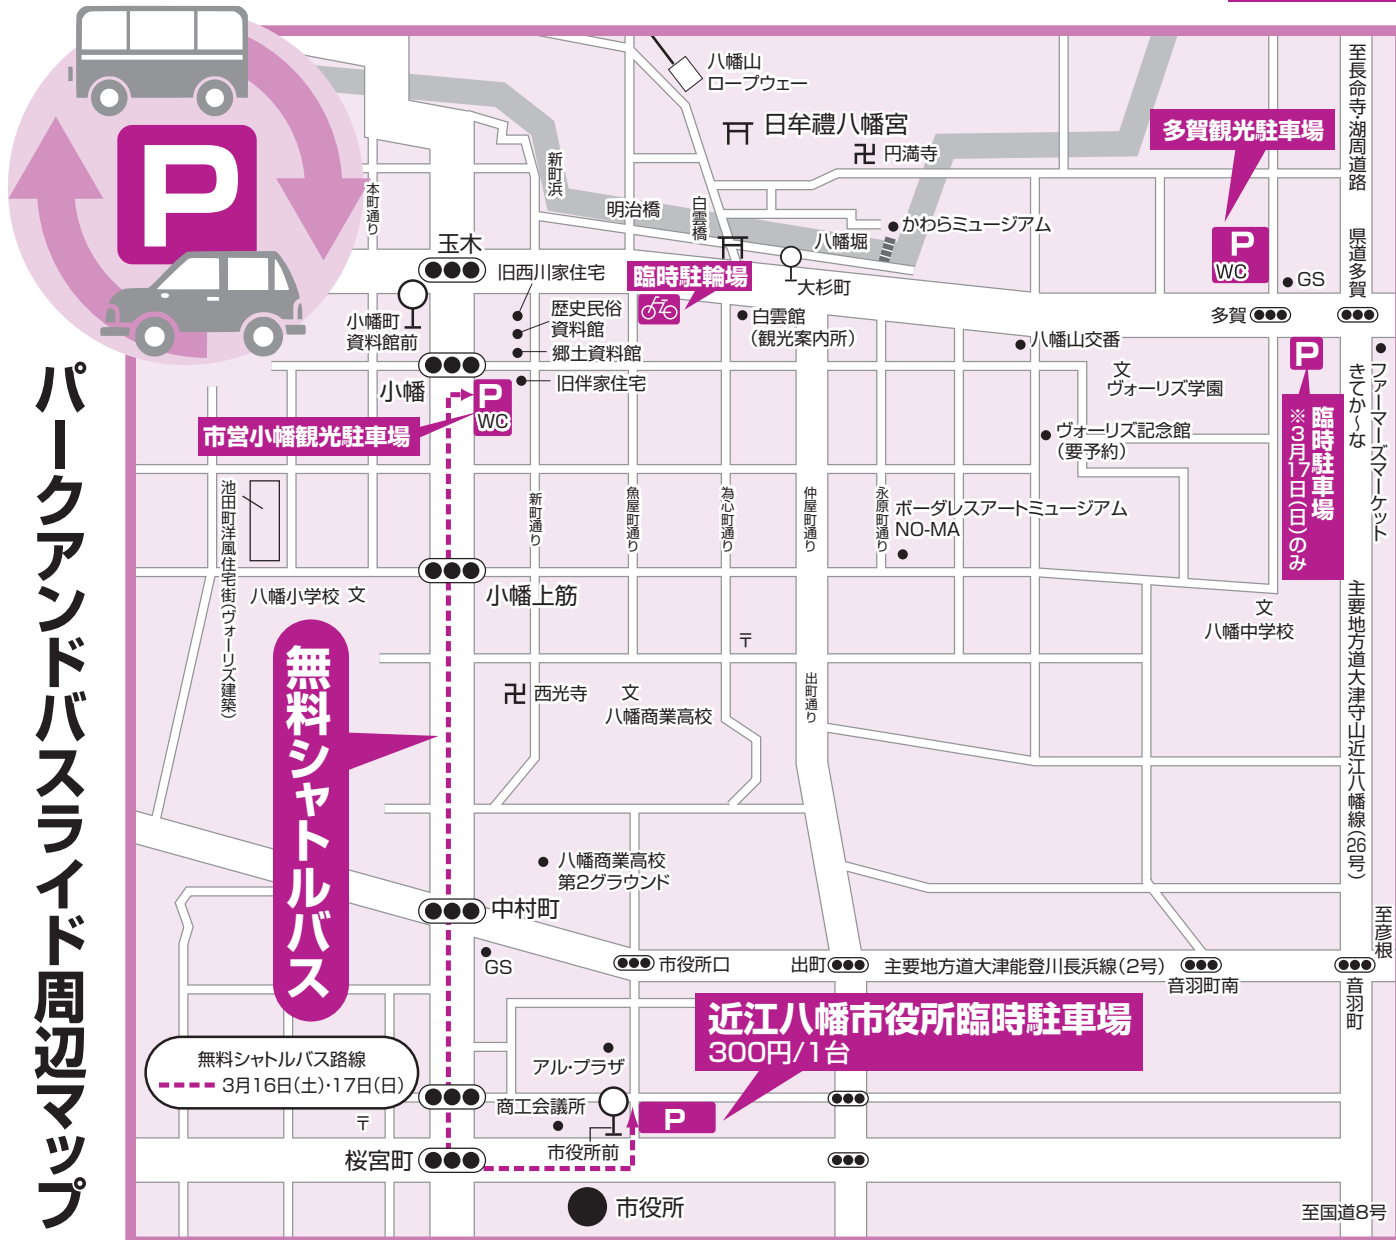 パークアンドバスライド周辺マップ
P
八幡山
ロープウェー
日牟禮八幡宮
卍 円満寺
多賀観光駐車場
至長命寺・湖周道路
県道多賀
新町浜
本町通り
明治橋
白雲橋
八幡堀
かわらミュージアム
P
WC
GS
玉木
旧西川家住宅
臨時駐輪場
大杉町
小幡町
資料館前
歴史民俗
資料館
郷土資料館
白雲館
(観光案内所)
多賀
八幡山交番
P
小幡
旧伴家住宅
文
ヴォーリズ学園
きてか〜な
ファーマーズマーケット
P
WC
市営小幡観光駐車場
ヴォーリズ記念館
(要予約)
臨時駐車場
※3月17日(日)のみ
池田町洋風住宅街(ヴォーリズ建築)
新町通り
魚屋町通り
為心町通り
仲屋町通り
永原町通り
ボーダレスアートミュージアム
NO-MA
八幡小学校 文
小幡上筋
文
八幡中学校
主要地方道大津守山近江八幡線(26号)
〒
無料シャトルバス
卍 西光寺
文
八幡商業高校
出町通り
八幡商業高校
第2グラウンド
中村町
GS
市役所口
出町
主要地方道大津能登川長浜線(2号)
音羽町南
音羽町
至彦根
近江八幡市役所臨時駐車場
300円/1台
無料シャトルバス路線
3月16日(土)・17日(日)
アル・プラザ
商工会議所
P
〒
市役所前
桜宮町
市役所
至国道8号